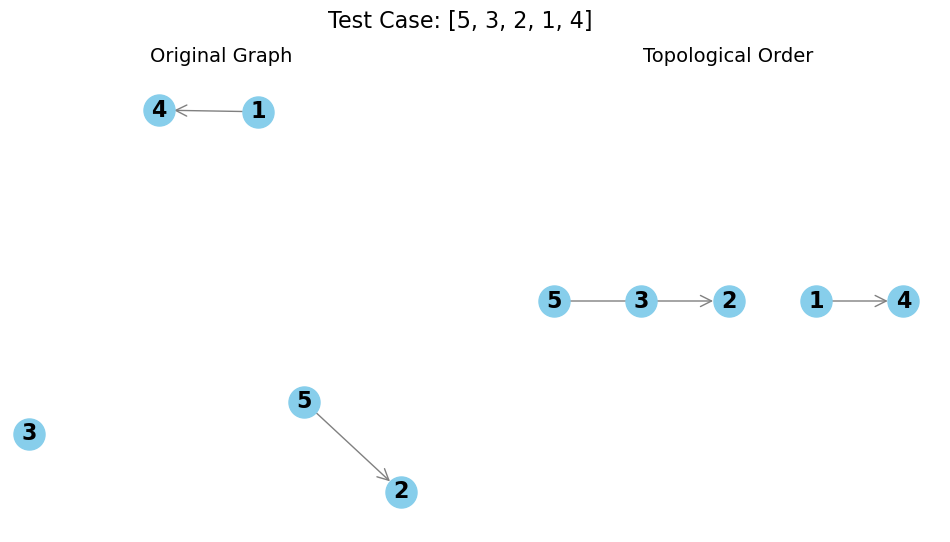 Test Case: [5, 3, 2, 1, 4]
Original Graph
4 1
3
5
2
Topological Order
5 3 2 1 4